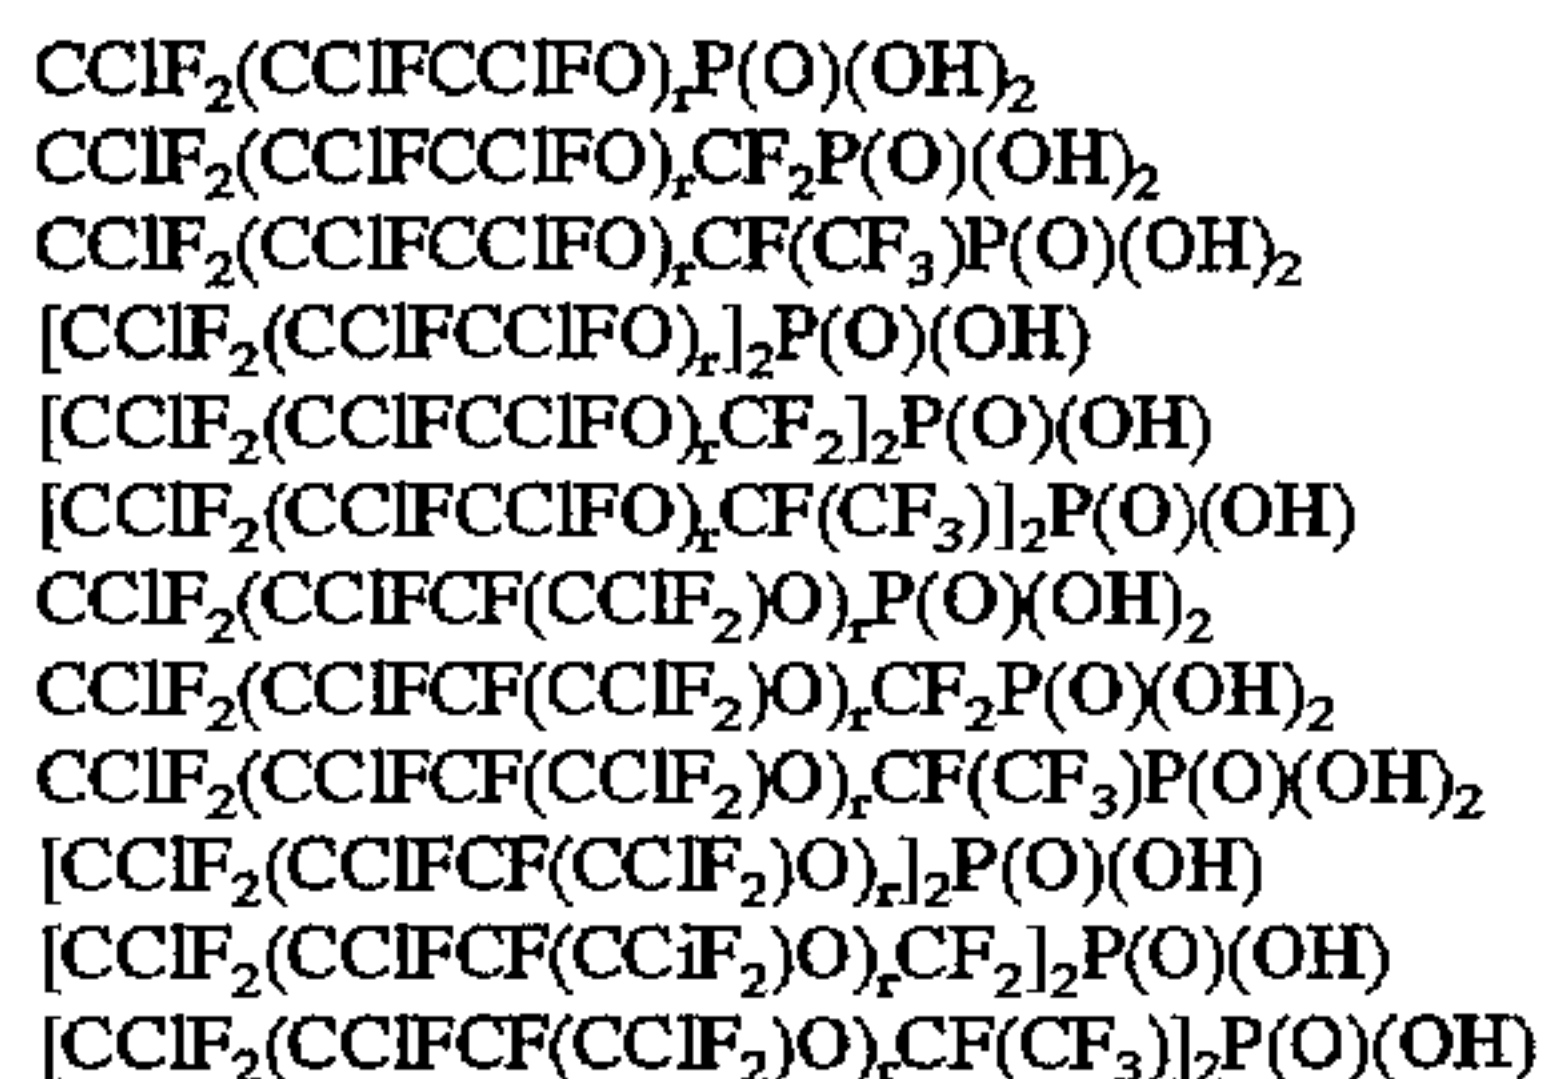 CClF₂(CClFCClFO)ᵣP(O)(OH)₂
CClF₂(CClFCClFO)ᵣCF₂P(O)(OH)₂
CClF₂(CClFCClFO)ᵣCF(CF₃)P(O)(OH)₂
[CClF₂(CClFCClFO)ᵣ]₂P(O)(OH)
[CClF₂(CClFCClFO)ᵣCF₂]₂P(O)(OH)
[CClF₂(CClFCClFO)ᵣCF(CF₃)]₂P(O)(OH)
CClF₂(CClFCF(CClF₂)O)ᵣP(O)(OH)₂
CClF₂(CClFCF(CClF₂)O)ᵣCF₂P(O)(OH)₂
CClF₂(CClFCF(CClF₂)O)ᵣCF(CF₃)P(O)(OH)₂
[CClF₂(CClFCF(CClF₂)O)ᵣ]₂P(O)(OH)
[CClF₂(CClFCF(CCiF₂)O)ᵣCF₂]₂P(O)(OH)
[CClF₂(CClFCF(CClF₂)O)ᵣCF(CF₃)]₂P(O)(OH)